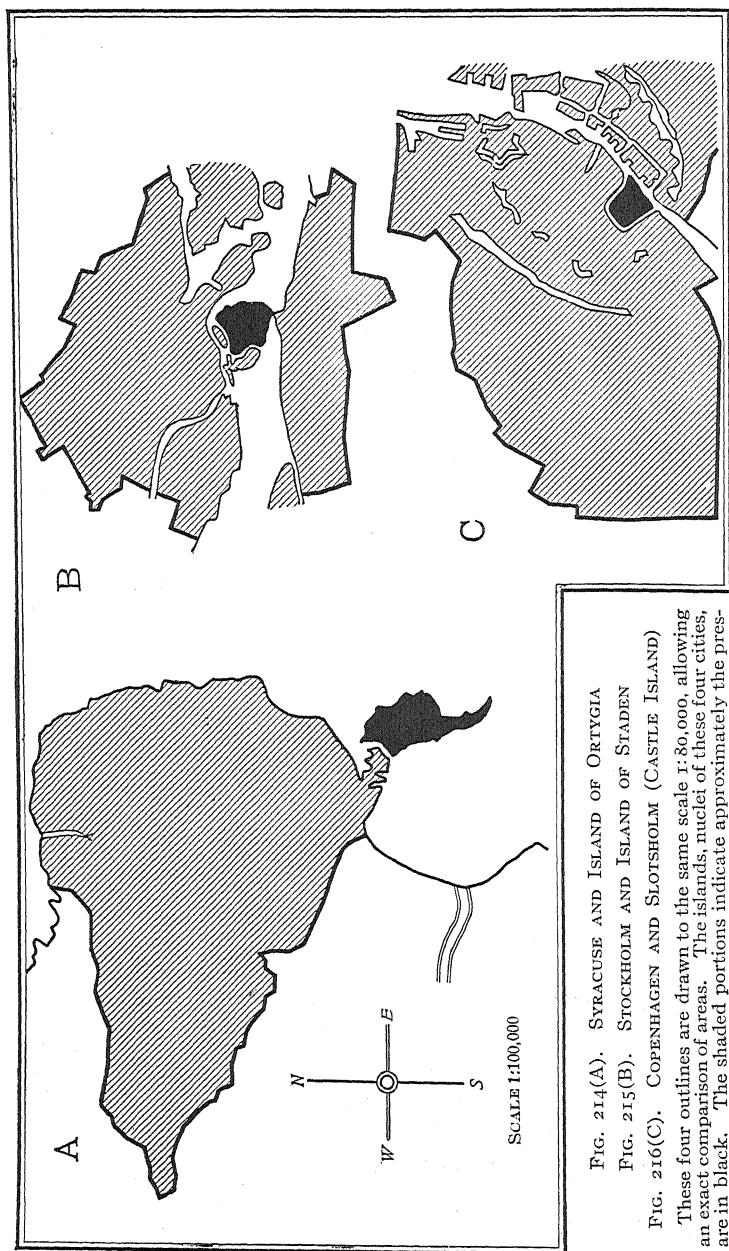 A
B
C
N
W
E
S
SCALE 1:100,000
FIG. 214(A). SYRACUSE AND ISLAND OF ORTYGIA
FIG. 215(B). STOCKHOLM AND ISLAND OF STADEN
FIG. 216(C). COPENHAGEN AND SLOTSHOLM (CASTLE ISLAND)
These four outlines are drawn to the same scale 1:80,000, allowing
an exact comparison of areas. The islands, nuclei of these four cities,
are in black. The shaded portions indicate approximately the pres-